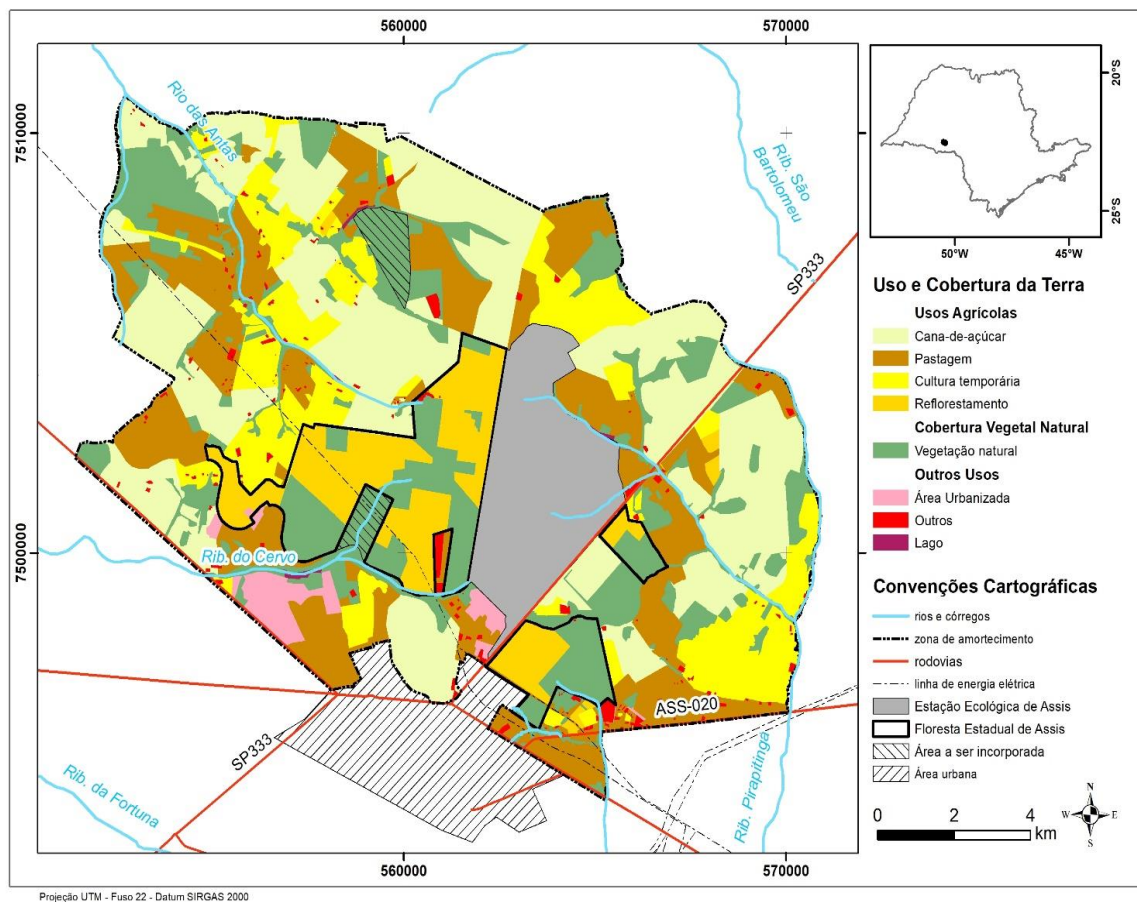 560000
570000
7510000
7500000
560000
570000
Rio das Antas
Rib. São
Bartolomeu
SP333
Rib. do Cervo
ASS-020
SP333
Rib. da Fortuna
Rib. Pirapitinga
20°S
25°S
50°W
45°W
Uso e Cobertura da Terra
Usos Agrícolas
Cana-de-açúcar
Pastagem
Cultura temporária
Reflorestamento
Cobertura Vegetal Natural
Vegetação natural
Outros Usos
Área Urbanizada
Outros
Lago
Convenções Cartográficas
rios e córregos
zona de amortecimento
rodovias
linha de energia elétrica
Estação Ecológica de Assis
Floresta Estadual de Assis
Área a ser incorporada
Área urbana
0 2 4
km
N
W E
S
Projeção UTM - Fuso 22 - Datum SIRGAS 2000